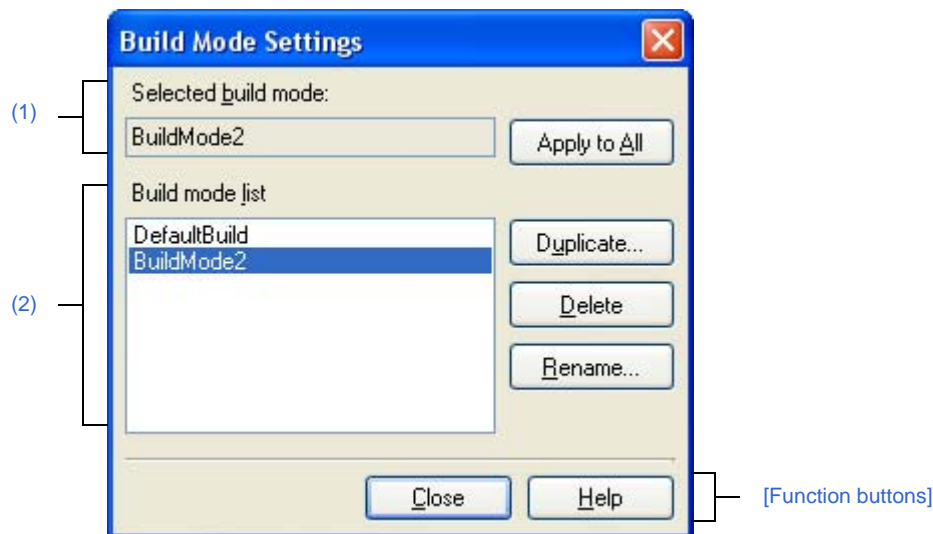 Build Mode Settings
Selected build mode:
(1)
BuildMode2
Apply to All
Build mode list
DefaultBuild
BuildMode2
Duplicate...
(2)
Delete
Rename...
Close
Help
[Function buttons]